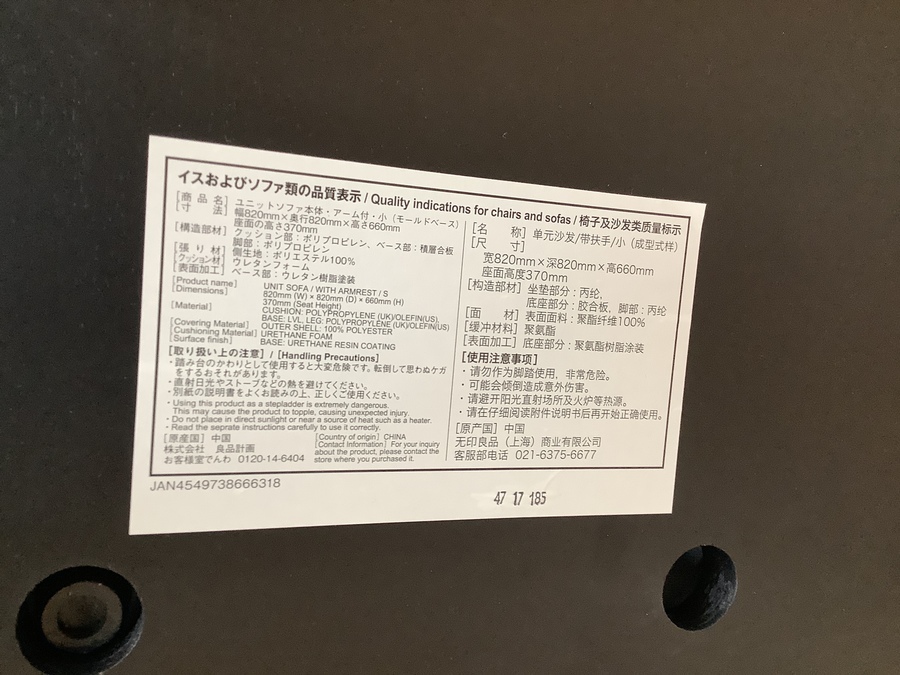 イスおよびソファ類の品質表示 / Quality indications for chairs and sofas / 椅子及沙发类质量标示
[商品名] ユニットソファ本体・アーム付・小（モールドベース）
[寸法] 幅820mm×奥行820mm×高さ660mm
座面の高さ370mm
[構造部材] クッション部：ポリプロピレン、ベース部：積層合板
脚部：ポリプロピレン
[張り材] 側生地：ポリエステル100%
[クッション材] ウレタンフォーム
[表面加工] ベース部：ウレタン樹脂塗装
[Product name] UNIT SOFA / WITH ARMREST / S
[Dimensions] 820mm (W) × 820mm (D) × 660mm (H)
370mm (Seat Height)
[Material] CUSHION: POLYPROPYLENE (UK)/OLEFIN(US),
BASE: LVL, LEG: POLYPROPYLENE (UK)/OLEFIN(US)
[Covering Material] OUTER SHELL: 100% POLYESTER
[Cushioning Material] URETHANE FOAM
[Surface finish] BASE: URETHANE RESIN COATING
[取り扱い上の注意] / [Handling Precautions]
・踏み台のかわりとして使用すると大変危険です。転倒して思わぬケガ
をするおそれがあります。
・直射日光やストーブなどの熱を避けてください。
・別紙の説明書をよくお読みの上、正しくご使用ください。
・Using this product as a stepladder is extremely dangerous.
This may cause the product to topple, causing unexpected injury.
・Do not place in direct sunlight or near a source of heat such as a heater.
・Read the seprate instructions carefully to use it correctly.
[原産国] 中国
株式会社 良品計画
お客様室でんわ 0120-14-6404
[Country of origin] CHINA
[Contact Information] For your inquiry
about the product, please contact the
store where you purchased it.
[名称] 单元沙发/带扶手/小（成型式样）
[尺寸]
宽820mm×深820mm×高660mm
座面高度370mm
[构造部材] 坐垫部分：丙纶,
底座部分：胶合板, 脚部：丙纶
[面材] 表面面料：聚酯纤维100%
[缓冲材料] 聚氨酯
[表面加工] 底座部分：聚氨酯树脂涂装
[使用注意事项]
・请勿作为脚踏使用，非常危险。
・可能会倾倒造成意外伤害。
・请避开阳光直射场所及火炉等热源。
・请在仔细阅读附件说明书后再开始正确使用。
[原产国] 中国
无印良品（上海）商业有限公司
客服部电话 021-6375-6677
JAN4549738666318
47 17 185